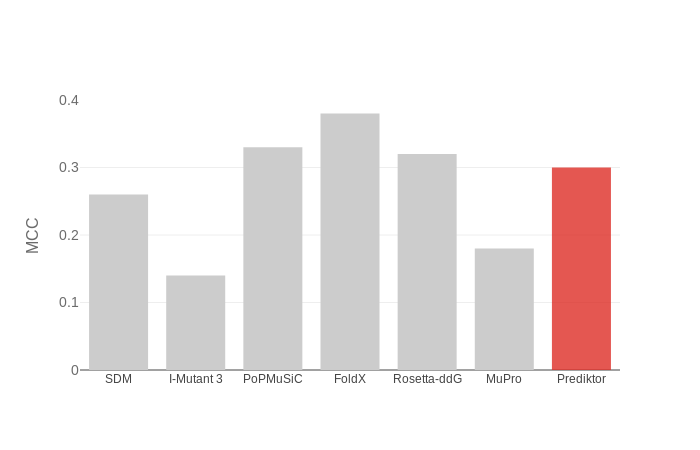 0.4
0.3
0.2
0.1
0
MCC
SDM
I-Mutant 3
PoPMuSiC
FoldX
Rosetta-ddG
MuPro
Prediktor